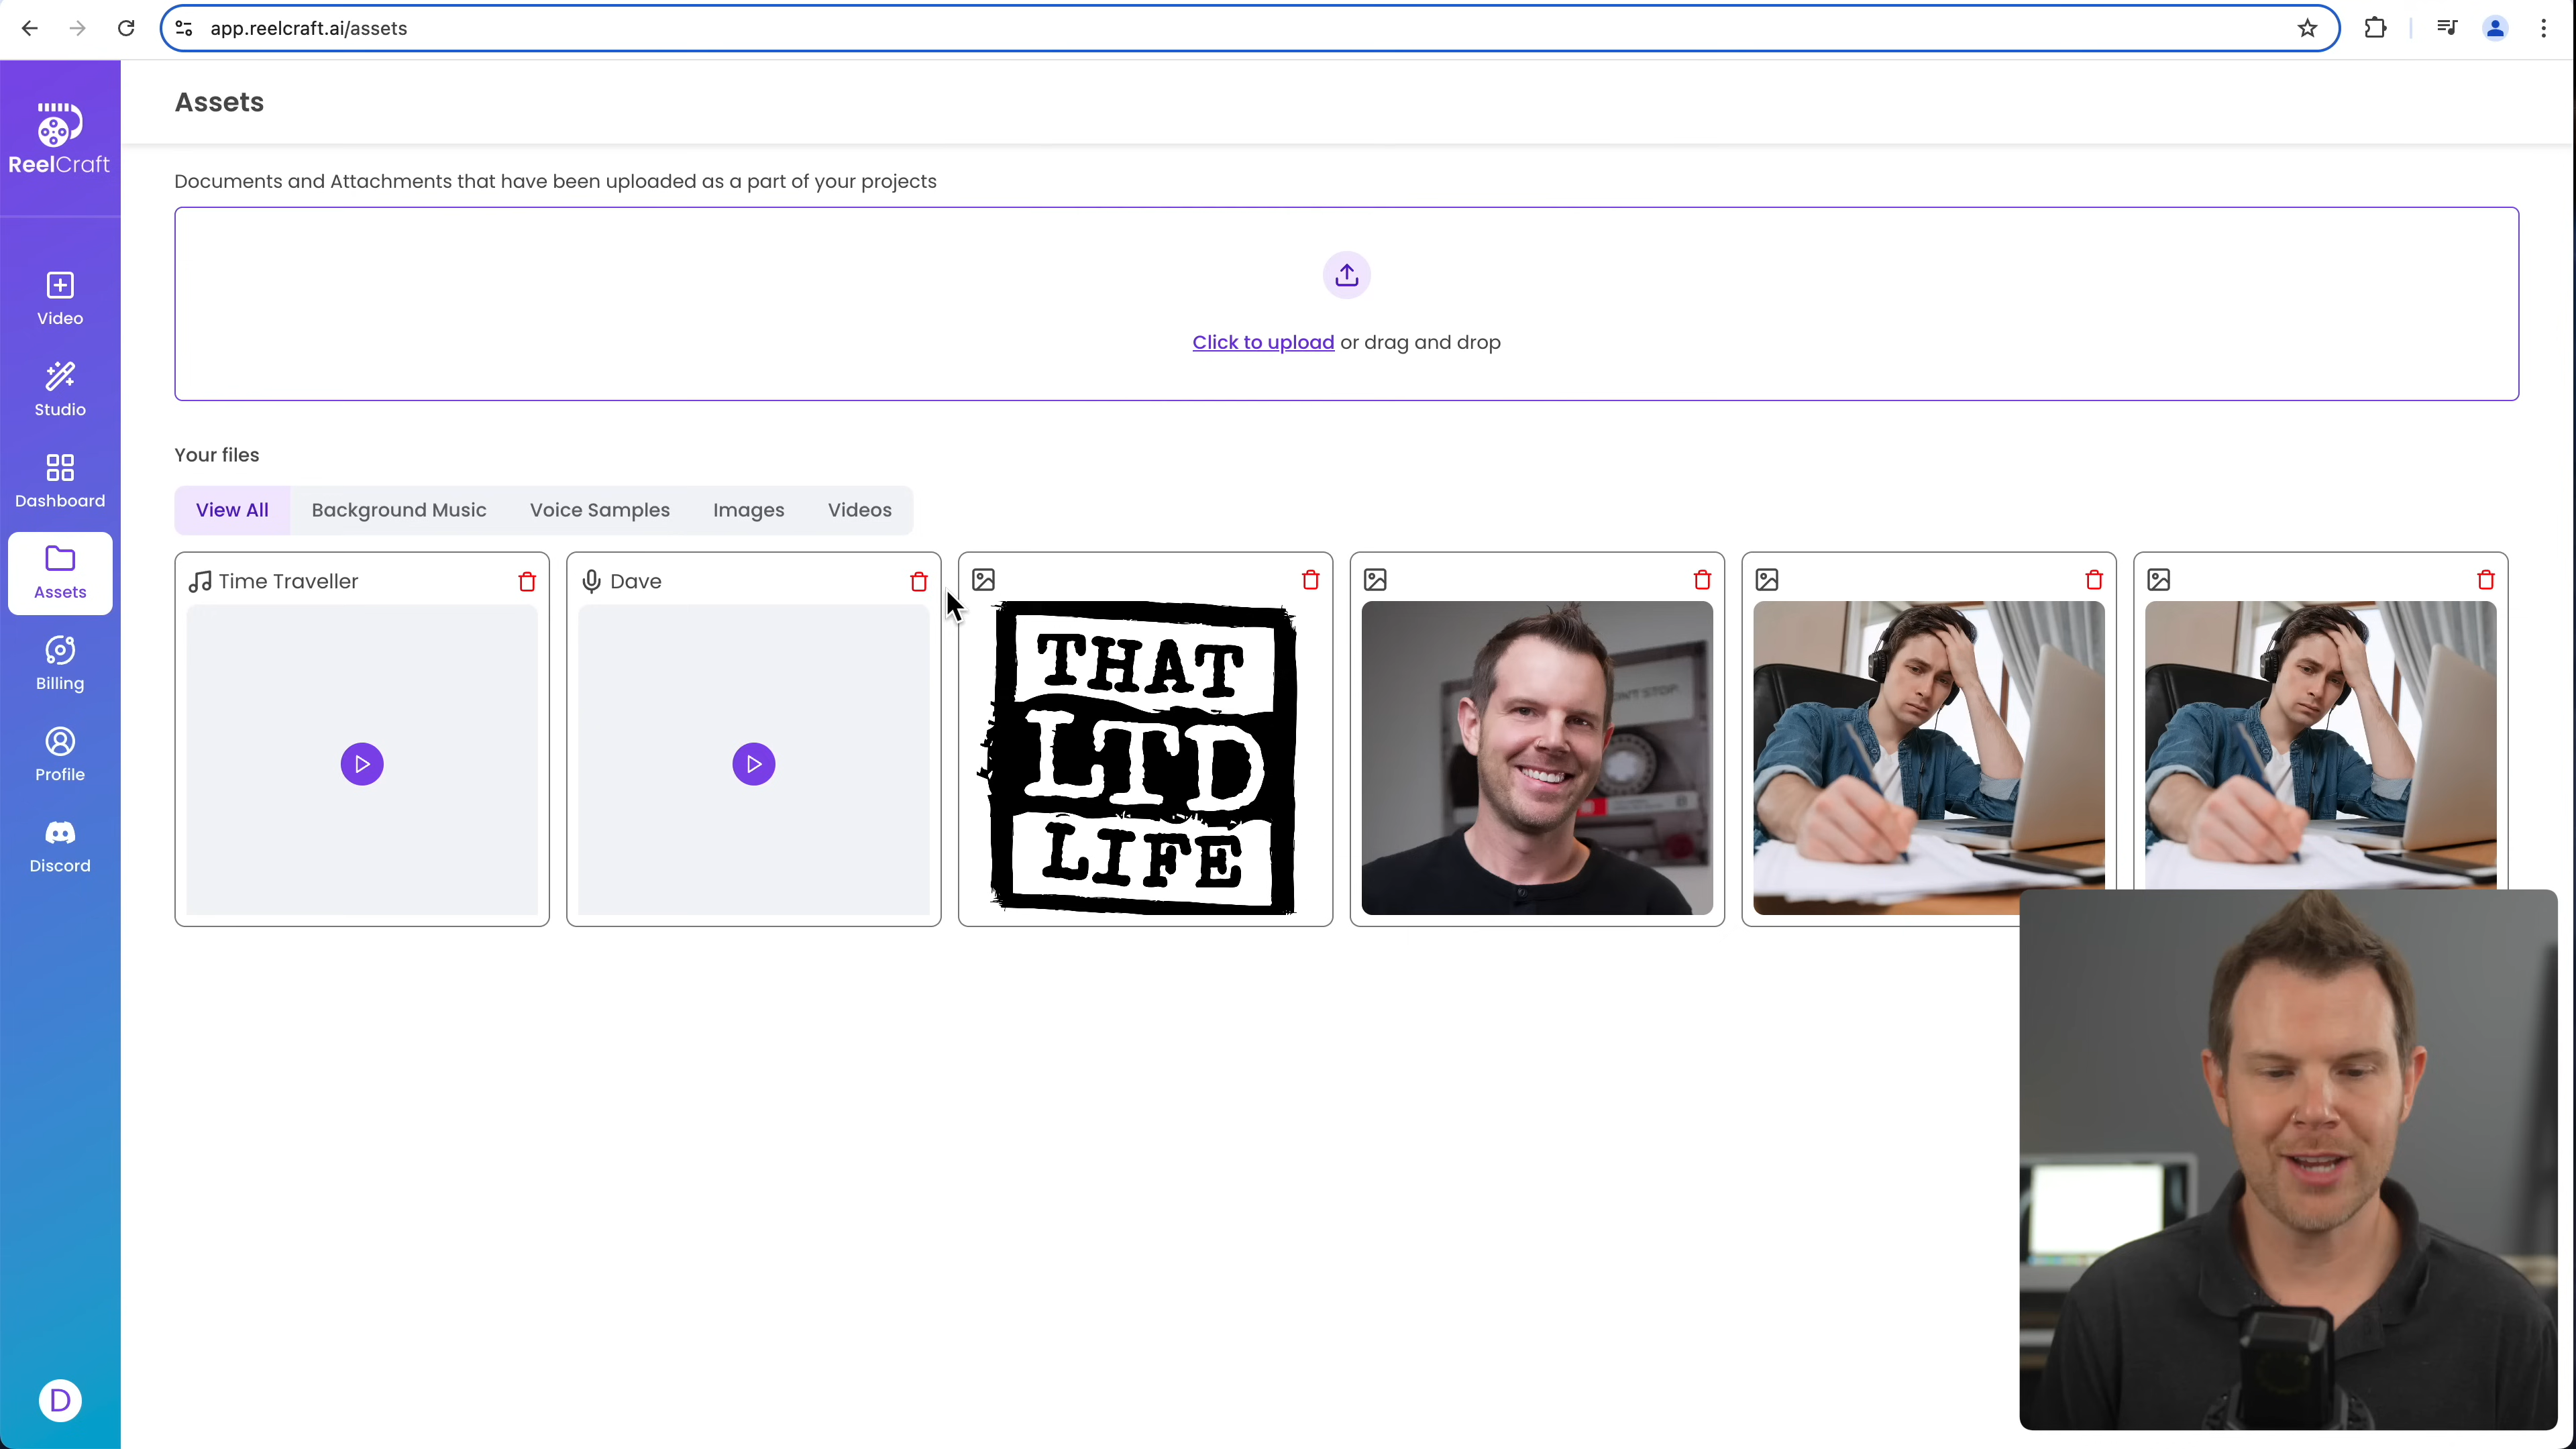 app.reelcraft.ai/assets
ReelCraft
Assets
Documents and Attachments that have been uploaded as a part of your projects
Click to upload or drag and drop
Video
Studio
Dashboard
Assets
Billing
Profile
Discord
D
Your files
View All Background Music Voice Samples Images Videos
Time Traveller
Dave
THAT
LTD
LIFE
N'T STOP.